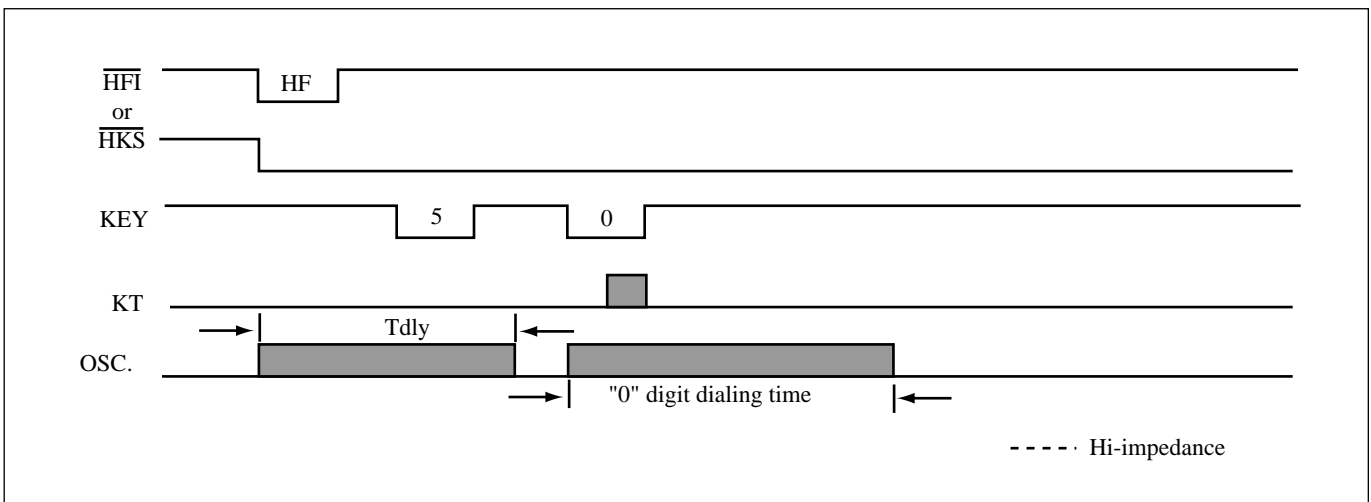 HFI HF
or
HKS
KEY 5 0
KT
Tdly
OSC.
"0" digit dialing time
Hi-impedance